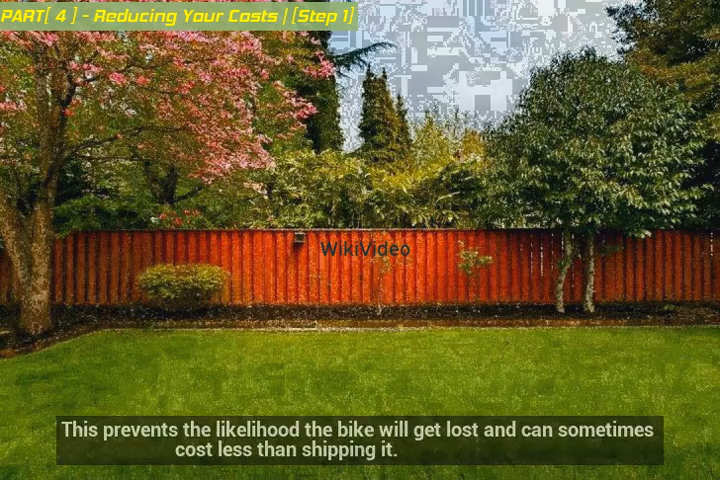 PART[ 4 ] - Reducing Your Costs | [Step 1]
WikiVideo
This prevents the likelihood the bike will get lost and can sometimes
cost less than shipping it.